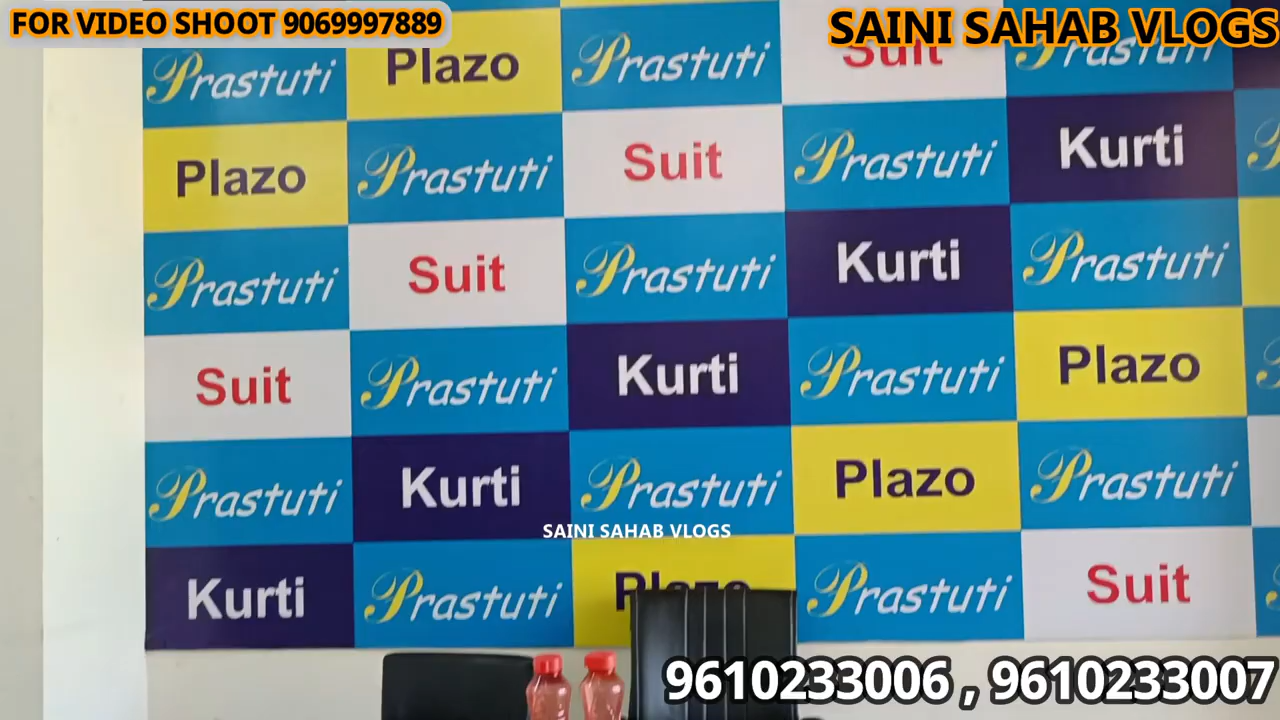 FOR VIDEO SHOOT 9069997889
SAINI SAHAB VLOGS
Prastuti Plazo Prastuti Suit Prastuti
Plazo Prastuti Suit Prastuti Kurti
Prastuti Suit Prastuti Kurti Prastuti
Suit Prastuti Kurti Prastuti Plazo
Prastuti Kurti Prastuti Plazo Prastuti
SAINI SAHAB VLOGS
Kurti Prastuti Plazo Prastuti Suit
9610233006 , 9610233007